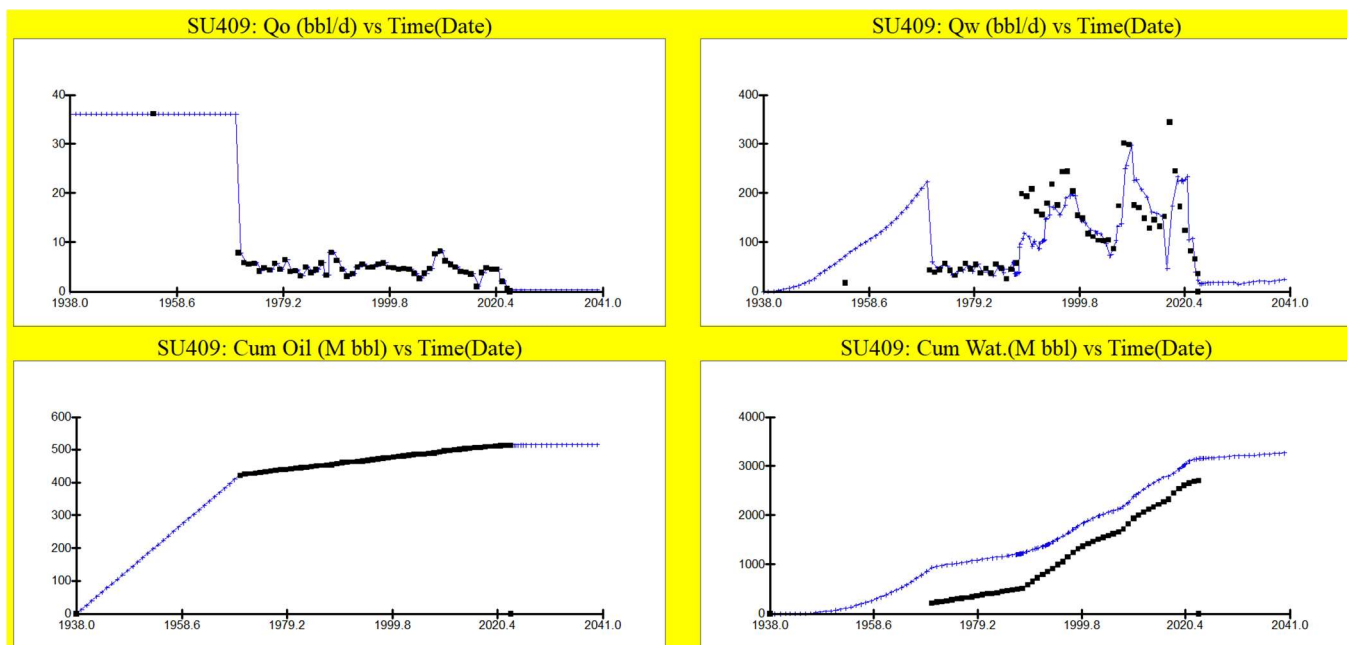 SU409: Qo (bbl/d) vs Time(Date)
40
30
20
10
0
1938.0 1958.6 1979.2 1999.8 2020.4 2041.0
SU409: Qw (bbl/d) vs Time(Date)
400
300
200
100
0
1938.0 1958.6 1979.2 1999.8 2020.4 2041.0
SU409: Cum Oil (M bbl) vs Time(Date)
600
500
400
300
200
100
0
1938.0 1958.6 1979.2 1999.8 2020.4 2041.0
SU409: Cum Wat.(M bbl) vs Time(Date)
4000
3000
2000
1000
0
1938.0 1958.6 1979.2 1999.8 2020.4 2041.0